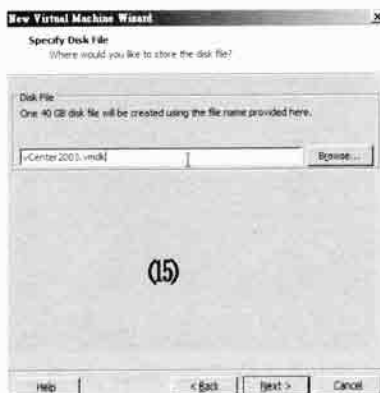 New Virtual Machine Wizard
Specify Disk File
Where would you like to store the disk file?
Disk File
One 40 GB disk file will be created using the file name provided here.
vCenter2003.vmdk
Browse...
(15)
Help
< Back
Next >
Cancel